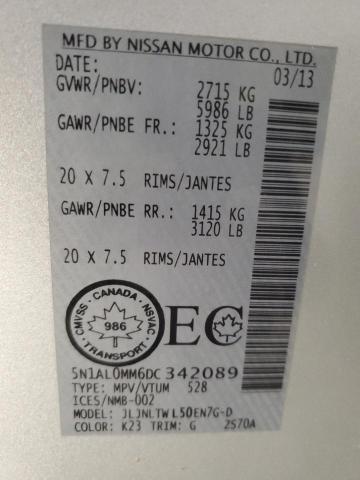 MFD BY NISSAN MOTOR CO., LTD.
DATE: 03/13
GVWR/PNBV: 2715 KG
5986 LB
GAWR/PNBE FR.: 1325 KG
2921 LB
20 X 7.5 RIMS/JANTES
GAWR/PNBE RR.: 1415 KG
3120 LB
20 X 7.5 RIMS/JANTES
CANADA
CMVSS - NSVAC
986
TRANSPORT
EC
5N1AL0MM6DC342089
TYPE: MPV/VTUM 528
ICES/NMB-002
MODEL: JLJNLTWL50EN7G-D
COLOR: K23 TRIM: G 2S70A